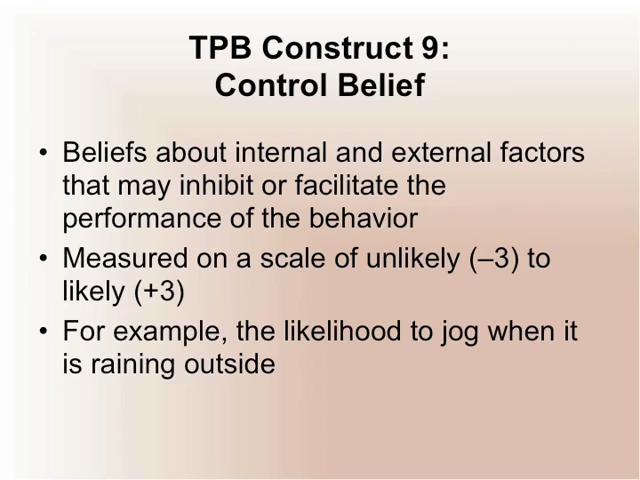 TPB Construct 9:
Control Belief
• Beliefs about internal and external factors
that may inhibit or facilitate the
performance of the behavior
• Measured on a scale of unlikely (–3) to
likely (+3)
• For example, the likelihood to jog when it
is raining outside